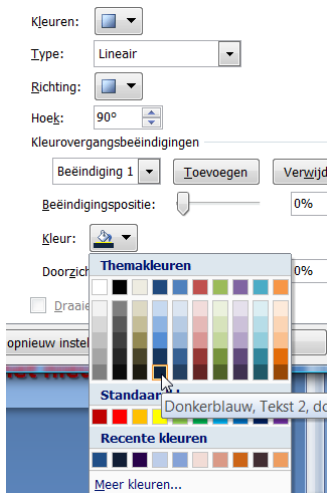 Kleuren:
Type: Lineair
Richting:
Hoek: 90°
Kleurovergangsbeëindigingen
Beëindiging 1 Toevoegen Verwijd
Beëindigingspositie: 0%
Kleur:
Themakleuren
Doorzich 0%
Draaie
opnieuw instel
Standaar
Donkerblauw, Tekst 2, do
Recente kleuren
Meer kleuren...